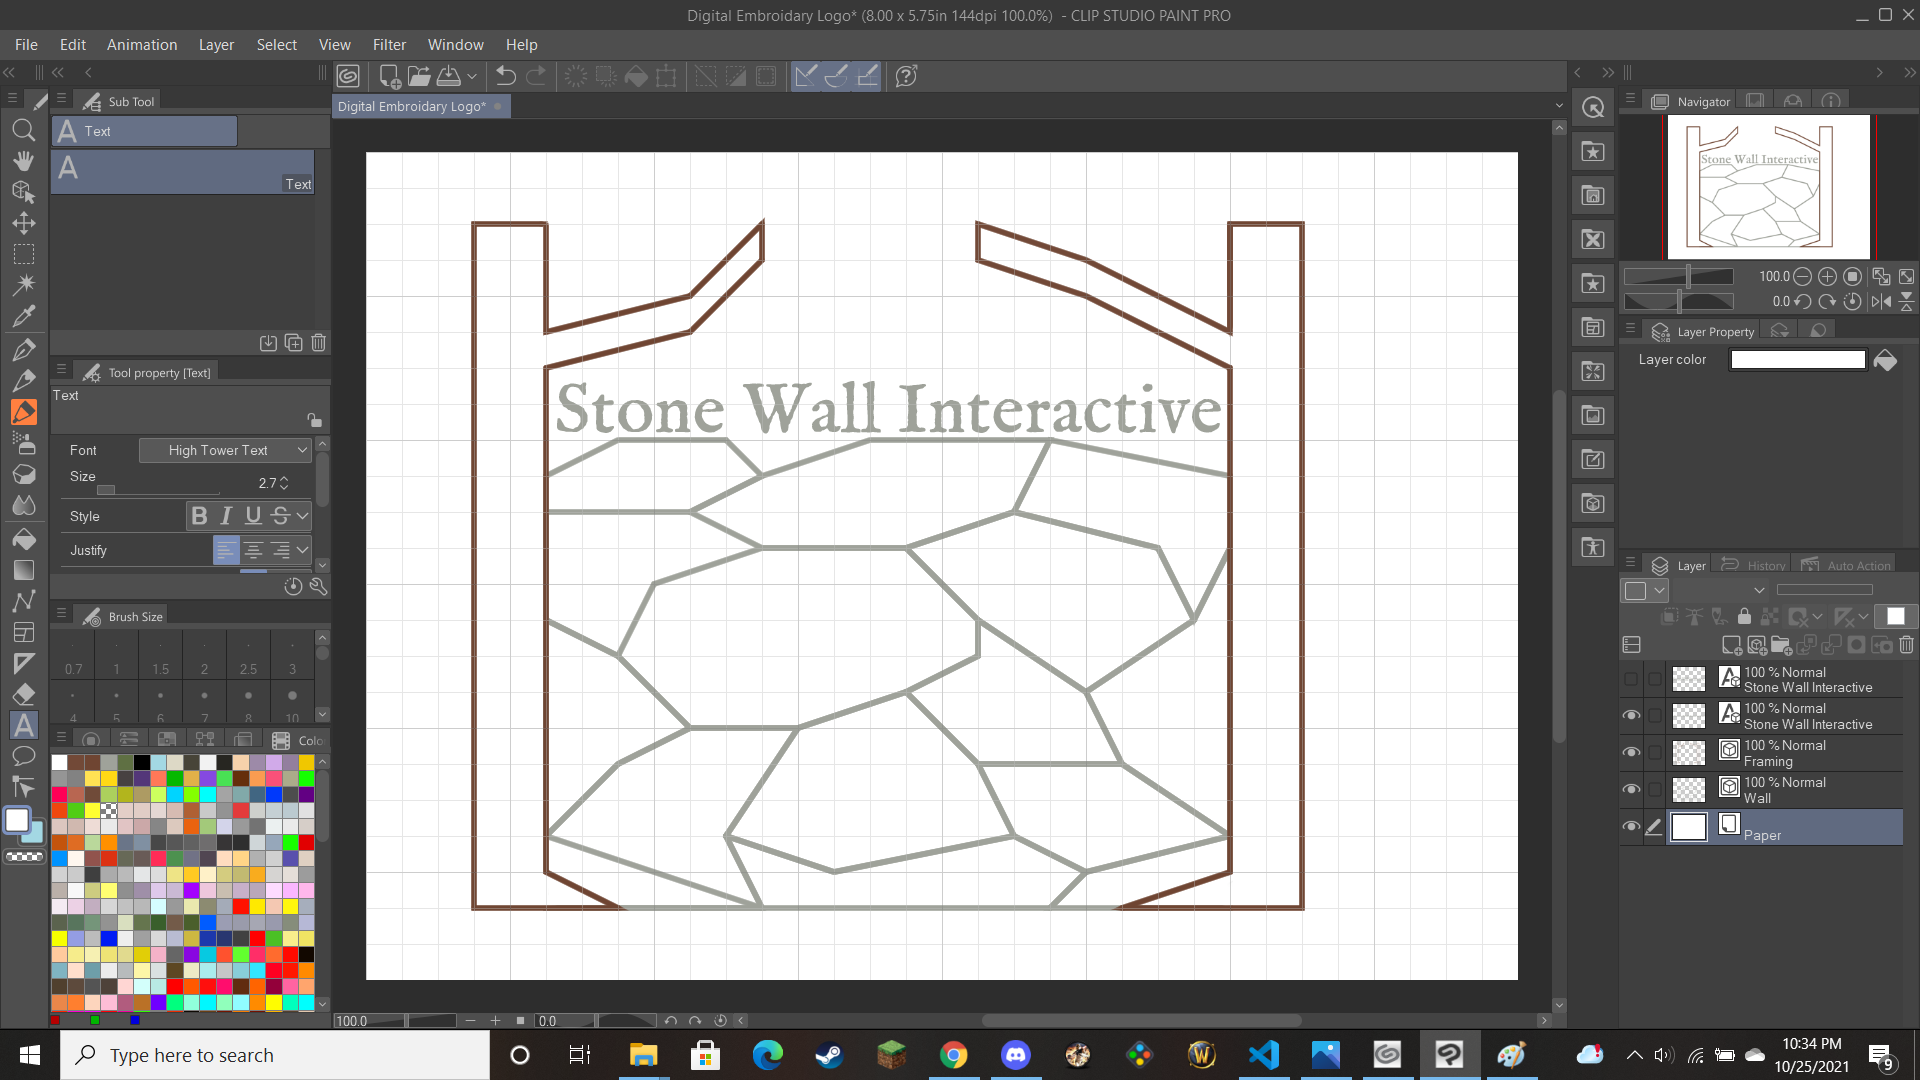 Digital Embroidary Logo* (8.00 x 5.75in 144dpi 100.0%) - CLIP STUDIO PAINT PRO
File Edit Animation Layer Select View Filter Window Help
Sub Tool
Digital Embroidary Logo*
Navigator
A Text
A
Text
Stone Wall Interactive
100.0
0.0
Layer Property
Layer color
Tool property [Text]
Text
Font High Tower Text
Size 2.7
Style B I U S
Justify
Stone Wall Interactive
Layer History Auto Action
Brush Size
0.7 1 1.5 2 2.5 3
4 5 6 7 8 10
100 % Normal
Stone Wall Interactive
100 % Normal
Stone Wall Interactive
100 % Normal
Framing
100 % Normal
Wall
Paper
Colo
100.0 0.0
Type here to search
10:34 PM
10/25/2021
9